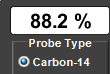 88.2 %
Probe Type
Carbon-14